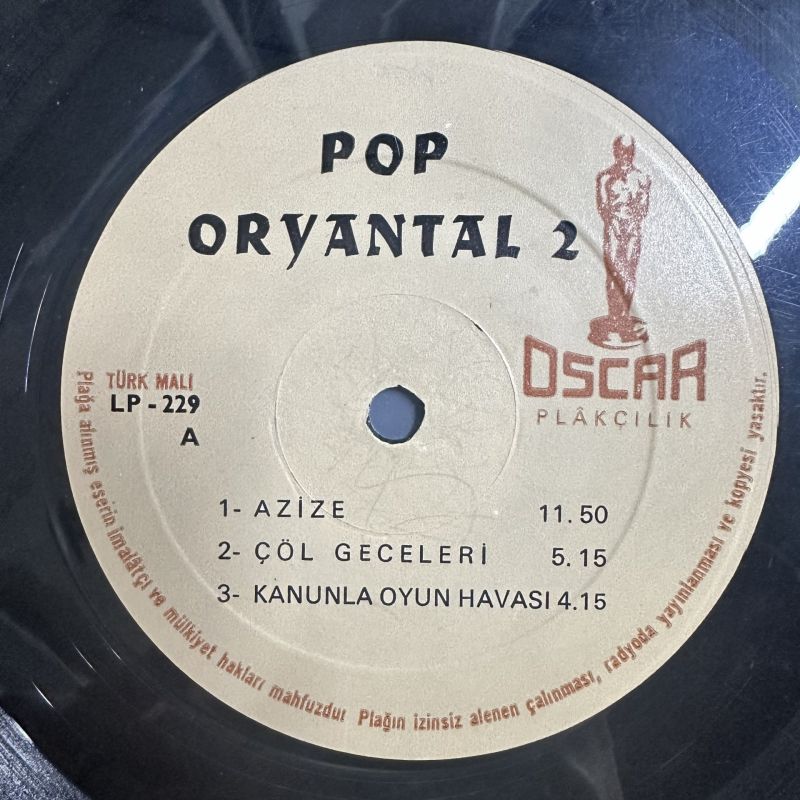 POP
ORYANTAL 2
OSCAR
PLÂKÇILIK
TÜRK MALI
LP - 229
A
1- AZİZE 11.50
2- ÇÖL GECELERİ 5.15
3- KANUNLA OYUN HAVASI 4.15
Plağa alınmış eserin imalâtçı ve mülkiyet hakları mahfuzdur Plağın izinsiz alenen çalınması, radyoda yayınlanması ve kopyesi yasaktır.